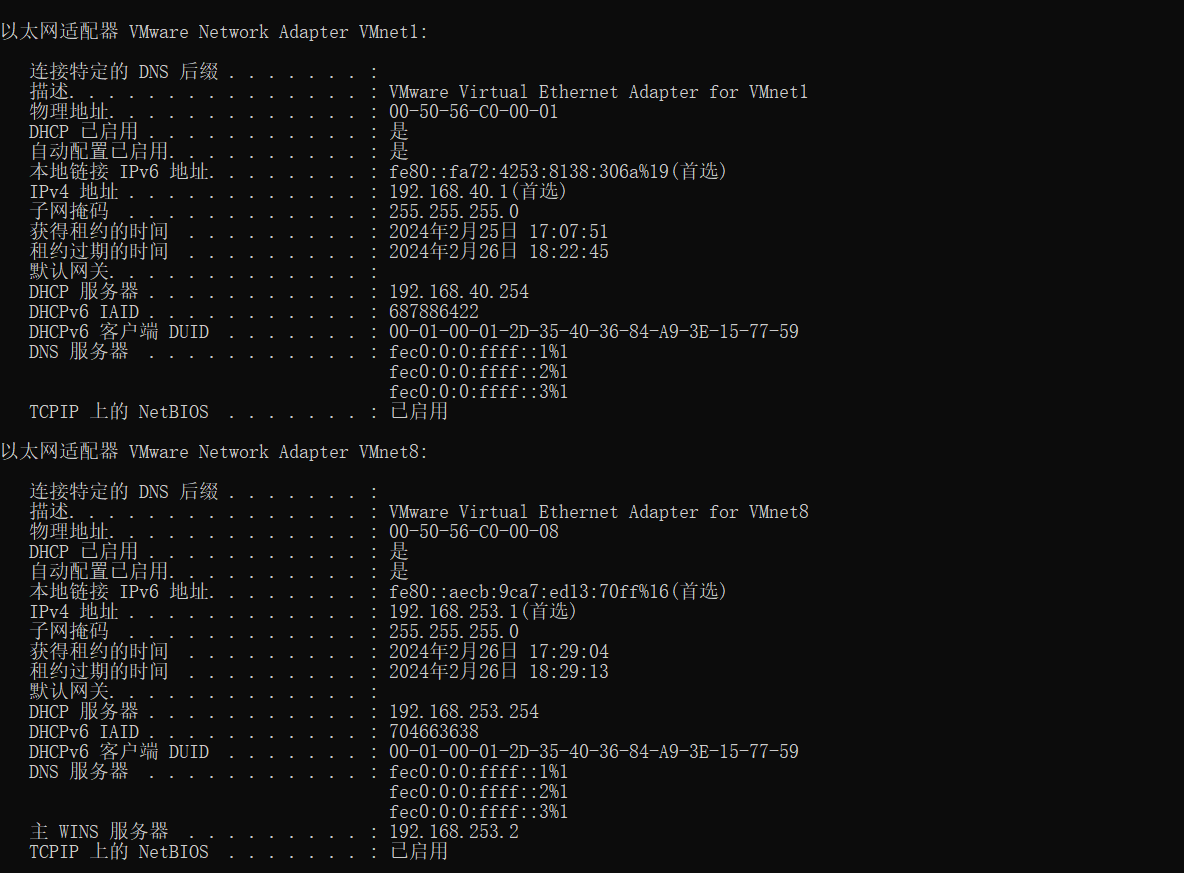 以太网适配器 VMware Network Adapter VMnet1:
连接特定的 DNS 后缀 . . . . . . . :
描述. . . . . . . . . . . . . . . : VMware Virtual Ethernet Adapter for VMnet1
物理地址. . . . . . . . . . . . . : 00-50-56-C0-00-01
DHCP 已启用 . . . . . . . . . . . : 是
自动配置已启用. . . . . . . . . . : 是
本地链接 IPv6 地址. . . . . . . . : fe80::fa72:4253:8138:306a%19(首选)
IPv4 地址 . . . . . . . . . . . . : 192.168.40.1(首选)
子网掩码 . . . . . . . . . . . . : 255.255.255.0
获得租约的时间 . . . . . . . . . : 2024年2月25日 17:07:51
租约过期的时间 . . . . . . . . . : 2024年2月26日 18:22:45
默认网关. . . . . . . . . . . . . :
DHCP 服务器 . . . . . . . . . . . : 192.168.40.254
DHCPv6 IAID . . . . . . . . . . . : 687886422
DHCPv6 客户端 DUID . . . . . . . : 00-01-00-01-2D-35-40-36-84-A9-3E-15-77-59
DNS 服务器 . . . . . . . . . . . : fec0:0:0:ffff::1%1
fec0:0:0:ffff::2%1
fec0:0:0:ffff::3%1
TCPIP 上的 NetBIOS . . . . . . . : 已启用
以太网适配器 VMware Network Adapter VMnet8:
连接特定的 DNS 后缀 . . . . . . . :
描述. . . . . . . . . . . . . . . : VMware Virtual Ethernet Adapter for VMnet8
物理地址. . . . . . . . . . . . . : 00-50-56-C0-00-08
DHCP 已启用 . . . . . . . . . . . : 是
自动配置已启用. . . . . . . . . . : 是
本地链接 IPv6 地址. . . . . . . . : fe80::aecb:9ca7:ed13:70ff%16(首选)
IPv4 地址 . . . . . . . . . . . . : 192.168.253.1(首选)
子网掩码 . . . . . . . . . . . . : 255.255.255.0
获得租约的时间 . . . . . . . . . : 2024年2月26日 17:29:04
租约过期的时间 . . . . . . . . . : 2024年2月26日 18:29:13
默认网关. . . . . . . . . . . . . :
DHCP 服务器 . . . . . . . . . . . : 192.168.253.254
DHCPv6 IAID . . . . . . . . . . . : 704663638
DHCPv6 客户端 DUID . . . . . . . : 00-01-00-01-2D-35-40-36-84-A9-3E-15-77-59
DNS 服务器 . . . . . . . . . . . : fec0:0:0:ffff::1%1
fec0:0:0:ffff::2%1
fec0:0:0:ffff::3%1
主 WINS 服务器 . . . . . . . . . : 192.168.253.2
TCPIP 上的 NetBIOS . . . . . . . : 已启用